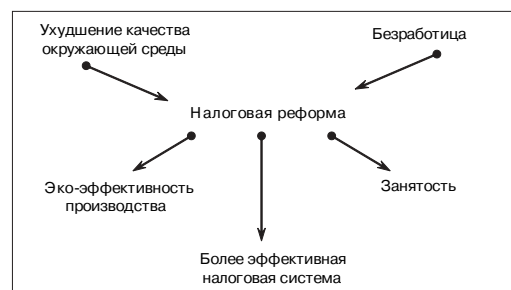 Ухудшение качества
окружающей среды
Безработица
Налоговая реформа
Эко-эффективность
производства
Занятость
Более эффективная
налоговая система